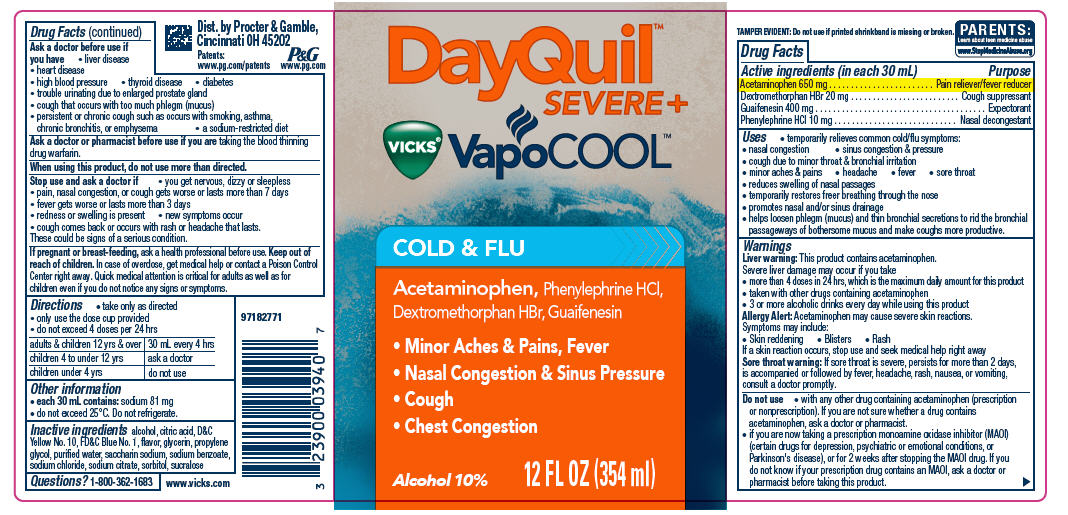 Drug Facts (continued)
Ask a doctor before use if
you have • liver disease
• heart disease
• high blood pressure • thyroid disease • diabetes
• trouble urinating due to enlarged prostate gland
• cough that occurs with too much phlegm (mucus)
• persistent or chronic cough such as occurs with smoking, asthma,
chronic bronchitis, or emphysema • a sodium-restricted diet
Ask a doctor or pharmacist before use if you are taking the blood thinning
drug warfarin.
When using this product, do not use more than directed.
Stop use and ask a doctor if • you get nervous, dizzy or sleepless
• pain, nasal congestion, or cough gets worse or lasts more than 7 days
• fever gets worse or lasts more than 3 days
• redness or swelling is present • new symptoms occur
• cough comes back or occurs with rash or headache that lasts.
These could be signs of a serious condition.
If pregnant or breast-feeding, ask a health professional before use. Keep out of
reach of children. In case of overdose, get medical help or contact a Poison Control
Center right away. Quick medical attention is critical for adults as well as for
children even if you do not notice any signs or symptoms.
Directions • take only as directed
• only use the dose cup provided
• do not exceed 4 doses per 24 hrs
adults & children 12 yrs & over 30 mL every 4 hrs
children 4 to under 12 yrs ask a doctor
children under 4 yrs do not use
Other information
• each 30 mL contains: sodium 81 mg
• do not exceed 25°C. Do not refrigerate.
Inactive ingredients alcohol, citric acid, D&C
Yellow No. 10, FD&C Blue No. 1, flavor, glycerin, propylene
glycol, purified water, saccharin sodium, sodium benzoate,
sodium chloride, sodium citrate, sorbitol, sucralose
Questions? 1-800-362-1683
www.vicks.com
Dist. by Procter & Gamble,
Cincinnati OH 45202
Patents:
www.pg.com/patents
P&G
www.pg.com
97182771
3 23900 03940 7
DayQuil™
SEVERE+
VICKS®
VapoCOOL™
COLD & FLU
Acetaminophen, Phenylephrine HCl,
Dextromethorphan HBr, Guaifenesin
• Minor Aches & Pains, Fever
• Nasal Congestion & Sinus Pressure
• Cough
• Chest Congestion
Alcohol 10%
12 FL OZ (354 ml)
TAMPER EVIDENT: Do not use if printed shrinkband is missing or broken.
PARENTS:
Learn about teen medicine abuse
www.StopMedicineAbuse.org
Drug Facts
Active ingredients (in each 30 mL) Purpose
Acetaminophen 650 mg ...................... Pain reliever/fever reducer
Dextromethorphan HBr 20 mg ........................ Cough suppressant
Guaifenesin 400 mg ........................................ Expectorant
Phenylephrine HCl 10 mg ........................... Nasal decongestant
Uses • temporarily relieves common cold/flu symptoms:
• nasal congestion • sinus congestion & pressure
• cough due to minor throat & bronchial irritation
• minor aches & pains • headache • fever • sore throat
• reduces swelling of nasal passages
• temporarily restores freer breathing through the nose
• promotes nasal and/or sinus drainage
• helps loosen phlegm (mucus) and thin bronchial secretions to rid the bronchial
passageways of bothersome mucus and make coughs more productive.
Warnings
Liver warning: This product contains acetaminophen.
Severe liver damage may occur if you take
• more than 4 doses in 24 hrs, which is the maximum daily amount for this product
• taken with other drugs containing acetaminophen
• 3 or more alcoholic drinks every day while using this product
Allergy Alert: Acetaminophen may cause severe skin reactions.
Symptoms may include:
• Skin reddening • Blisters • Rash
If a skin reaction occurs, stop use and seek medical help right away
Sore throat warning: If sore throat is severe, persists for more than 2 days,
is accompanied or followed by fever, headache, rash, nausea, or vomiting,
consult a doctor promptly.
Do not use • with any other drug containing acetaminophen (prescription
or nonprescription). If you are not sure whether a drug contains
acetaminophen, ask a doctor or pharmacist.
• if you are now taking a prescription monoamine oxidase inhibitor (MAOI)
(certain drugs for depression, psychiatric or emotional conditions, or
Parkinson's disease), or for 2 weeks after stopping the MAOI drug. If you
do not know if your prescription drug contains an MAOI, ask a doctor or
pharmacist before taking this product.